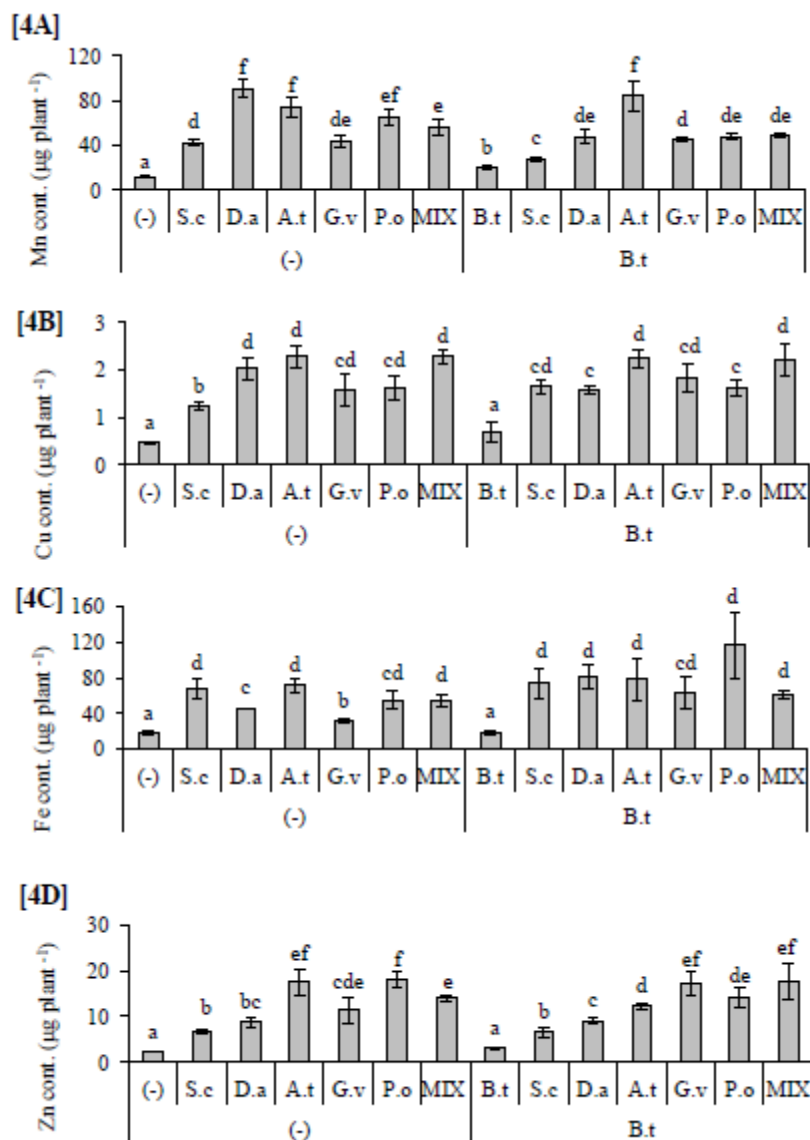 [4A]
Mn cont. (µg plant -1)
120
80
40
0
a d f f de ef e b c de f d de de
(-) S.c D.a A.t G.v P.o MIX B.t S.c D.a A.t G.v P.o MIX
(-) B.t
[4B]
Cu cont. (µg plant -1)
3
2
1
0
a b d d cd cd d a cd c d cd c d
(-) S.c D.a A.t G.v P.o MIX B.t S.c D.a A.t G.v P.o MIX
(-) B.t
[4C]
Fe cont. (µg plant -1)
160
120
80
40
0
a d c d b cd d a d d d cd d d
(-) S.c D.a A.t G.v P.o MIX B.t S.c D.a A.t G.v P.o MIX
(-) B.t
[4D]
Zn cont. (µg plant -1)
30
20
10
0
a b bc ef cde f e a b c d ef de ef
(-) S.c D.a A.t G.v P.o MIX B.t S.c D.a A.t G.v P.o MIX
(-) B.t